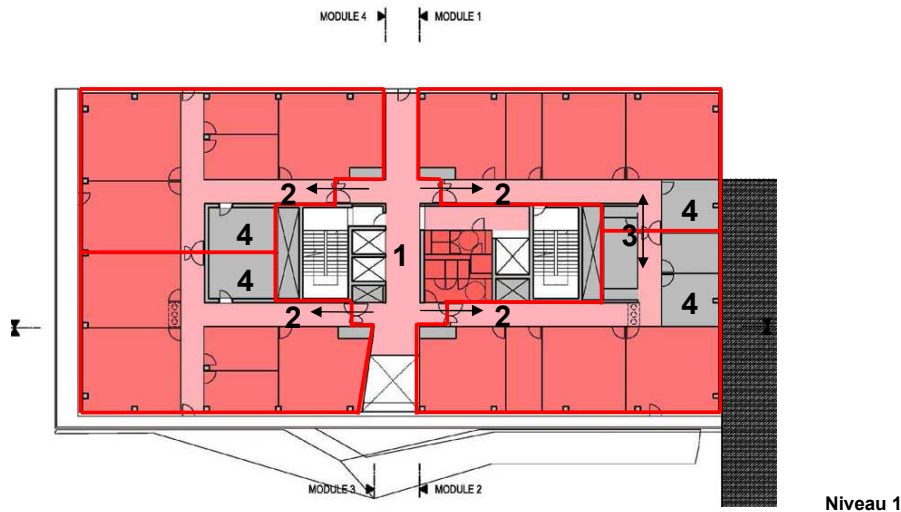 MODULE 4 MODULE 1
2 2
4 4
1 3
4 4
2 2
MODULE 3 MODULE 2
Niveau 1